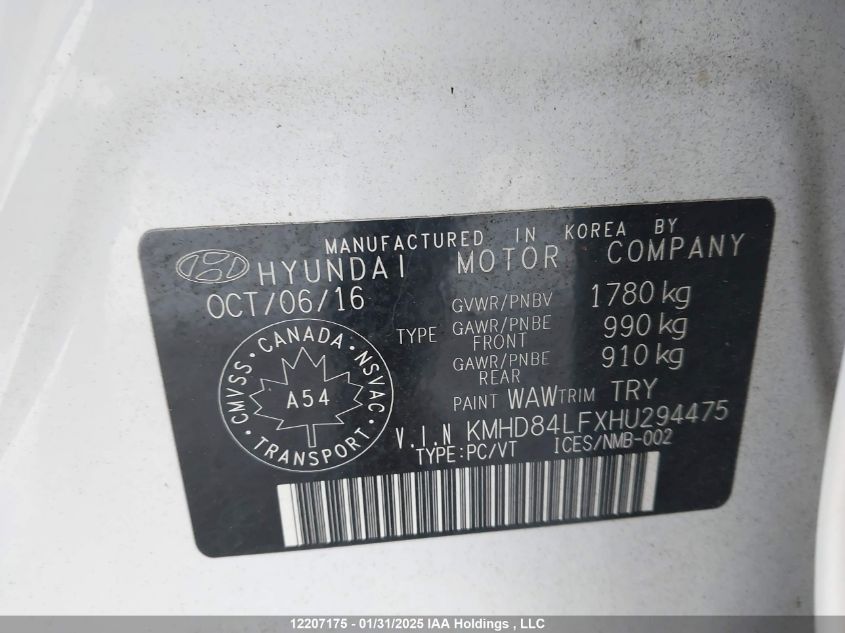 MANUFACTURED IN KOREA BY
HYUNDAI MOTOR COMPANY
OCT/06/16
GVWR/PNBV 1780 kg
TYPE GAWR/PNBE FRONT 990 kg
GAWR/PNBE REAR 910 kg
PAINT WAW TRIM TRY
CMVSS • CANADA • NSVAC • TRANSPORT •
A54
V.I.N KMHD84LFXHU294475
TYPE:PC/VT ICES/NMB-002
12207175 - 01/31/2025 IAA Holdings , LLC